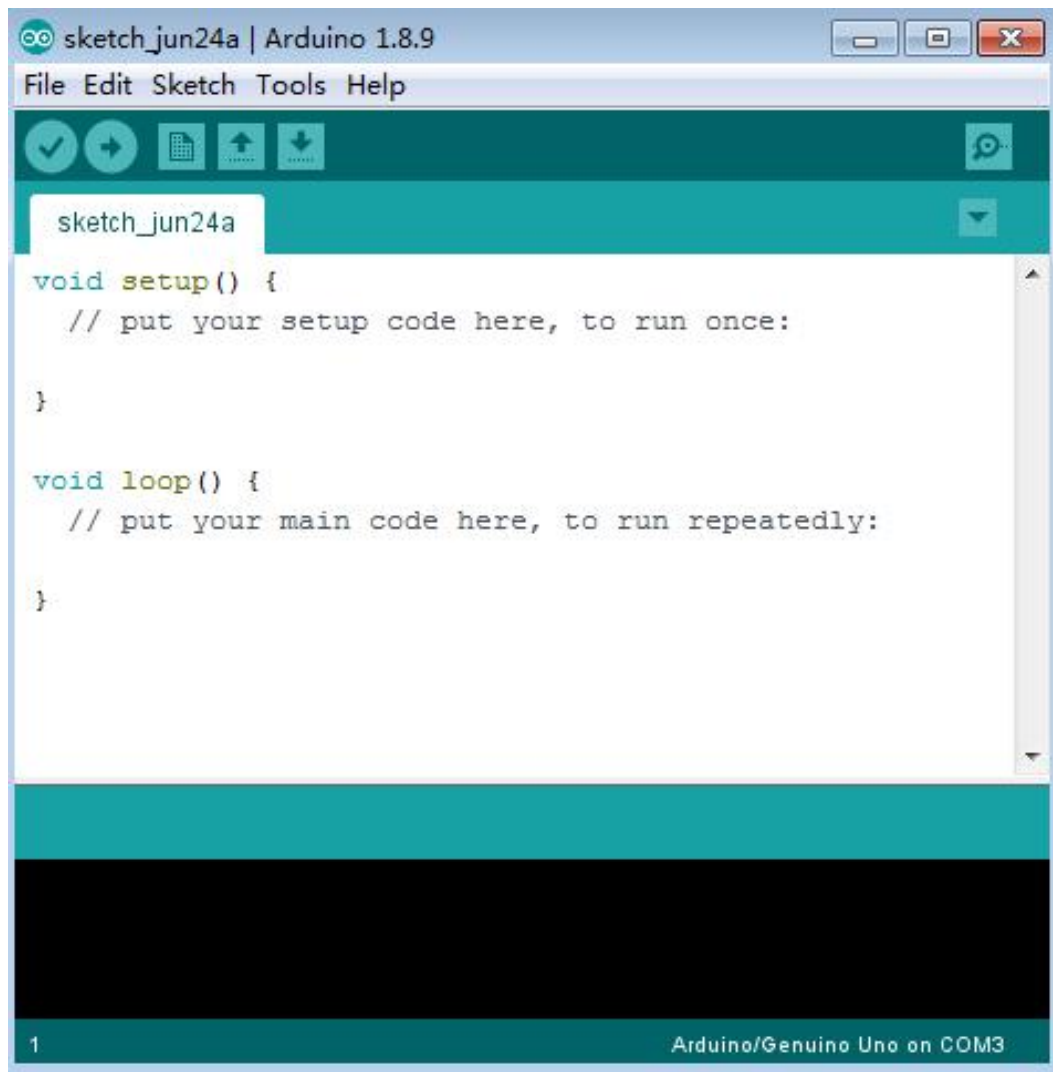 sketch_jun24a | Arduino 1.8.9
File Edit Sketch Tools Help
sketch_jun24a
void setup() {
  // put your setup code here, to run once:
}
void loop() {
  // put your main code here, to run repeatedly:
}
1 Arduino/Genuino Uno on COM3